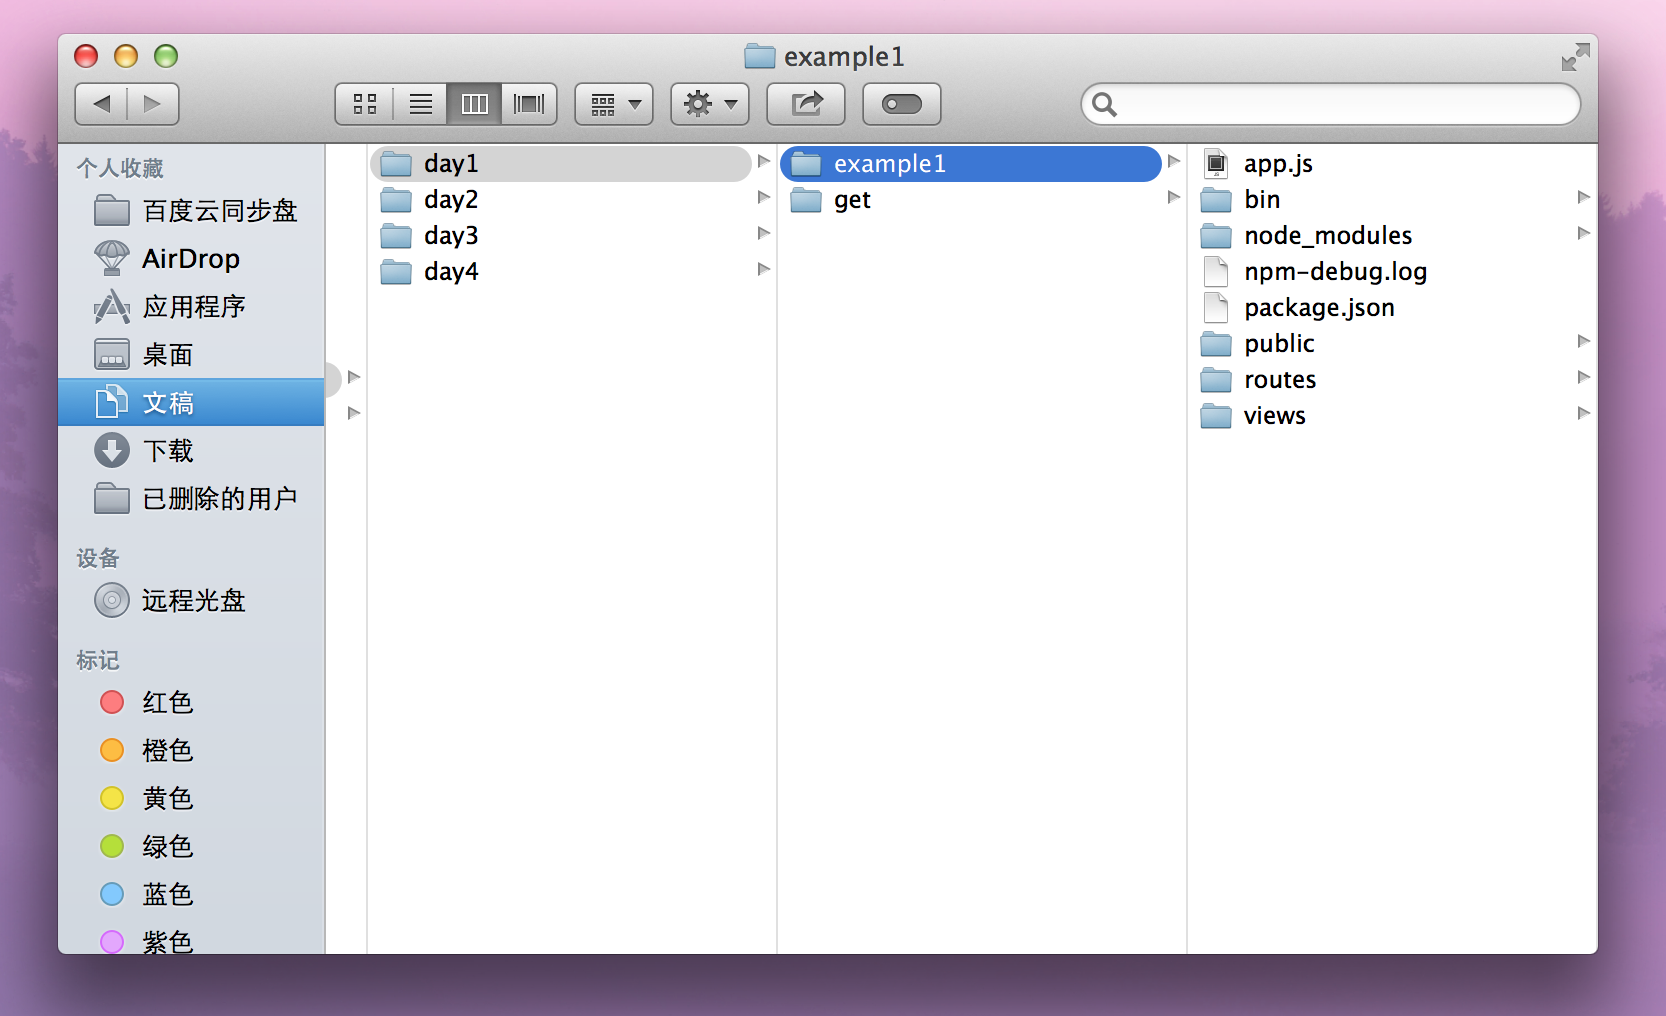 example1
个人收藏
百度云同步盘
AirDrop
应用程序
桌面
文稿
下载
已删除的用户
设备
远程光盘
标记
红色
橙色
黄色
绿色
蓝色
紫色
day1
day2
day3
day4
example1
get
app.js
bin
node_modules
npm-debug.log
package.json
public
routes
views